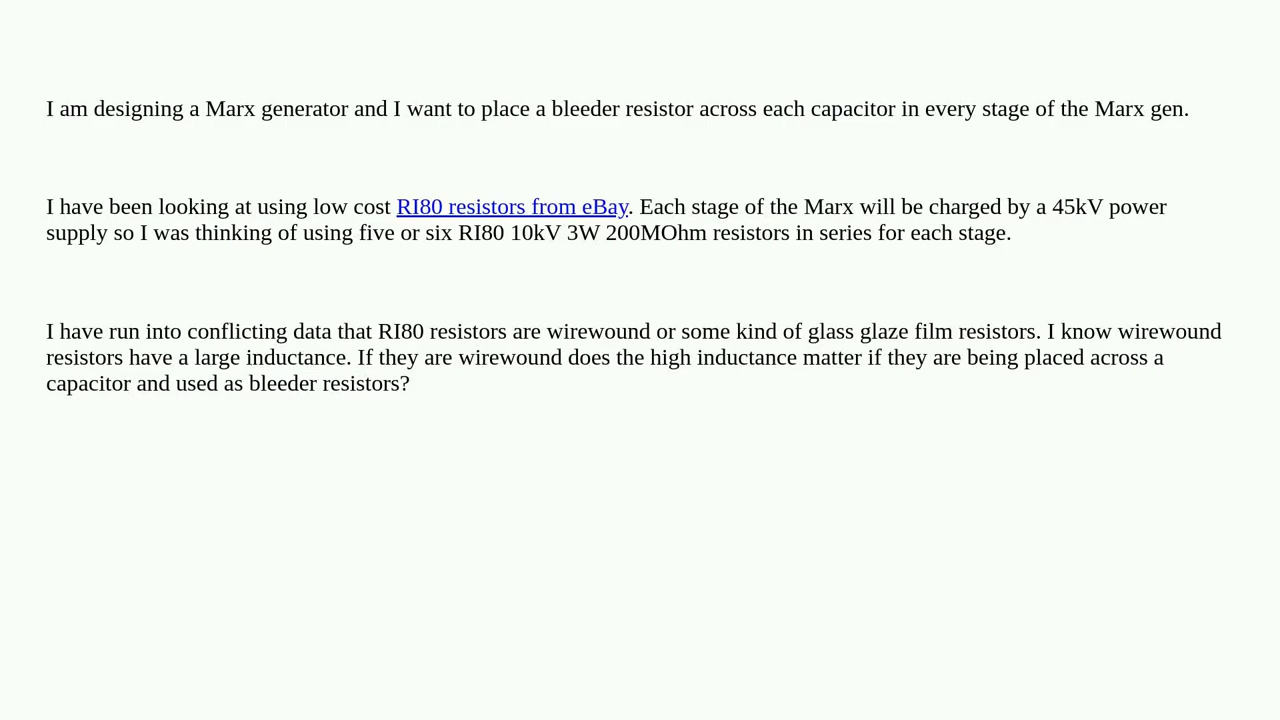 I am designing a Marx generator and I want to place a bleeder resistor across each capacitor in every stage of the Marx gen.
I have been looking at using low cost RI80 resistors from eBay. Each stage of the Marx will be charged by a 45kV power
supply so I was thinking of using five or six RI80 10kV 3W 200MOhm resistors in series for each stage.
I have run into conflicting data that RI80 resistors are wirewound or some kind of glass glaze film resistors. I know wirewound
resistors have a large inductance. If they are wirewound does the high inductance matter if they are being placed across a
capacitor and used as bleeder resistors?